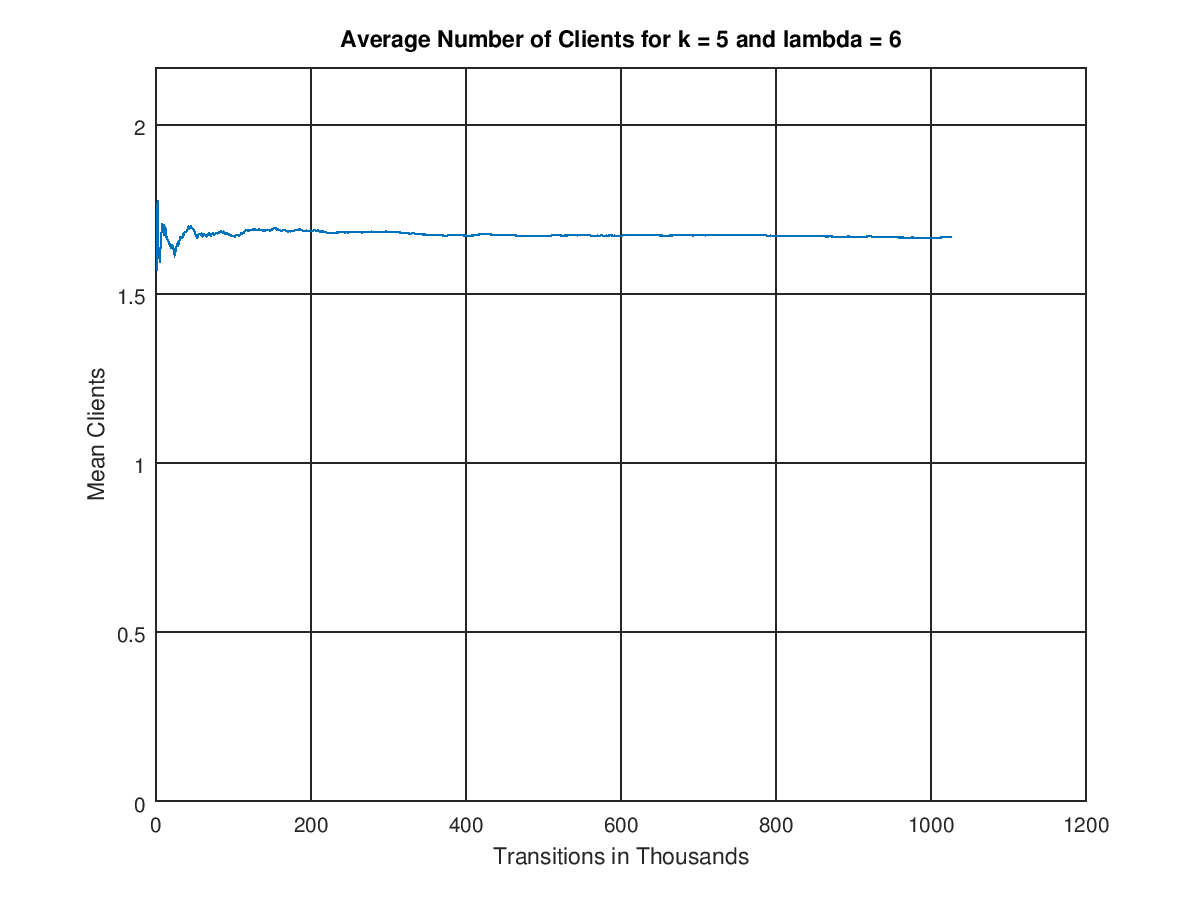 Average Number of Clients for k = 5 and lambda = 6
2
1.5
1
0.5
0
Mean Clients
0 200 400 600 800 1000 1200
Transitions in Thousands